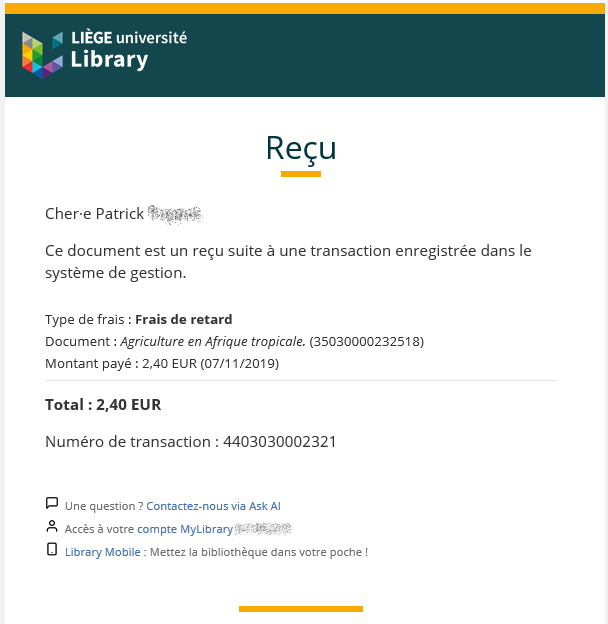 LIÈGE université
Library
Reçu
Cher·e Patrick
Ce document est un reçu suite à une transaction enregistrée dans le
système de gestion.
Type de frais : Frais de retard
Document : Agriculture en Afrique tropicale. (35030000232518)
Montant payé : 2,40 EUR (07/11/2019)
Total : 2,40 EUR
Numéro de transaction : 4403030002321
Une question ? Contactez-nous via Ask Al
Accès à votre compte MyLibrary
Library Mobile : Mettez la bibliothèque dans votre poche !